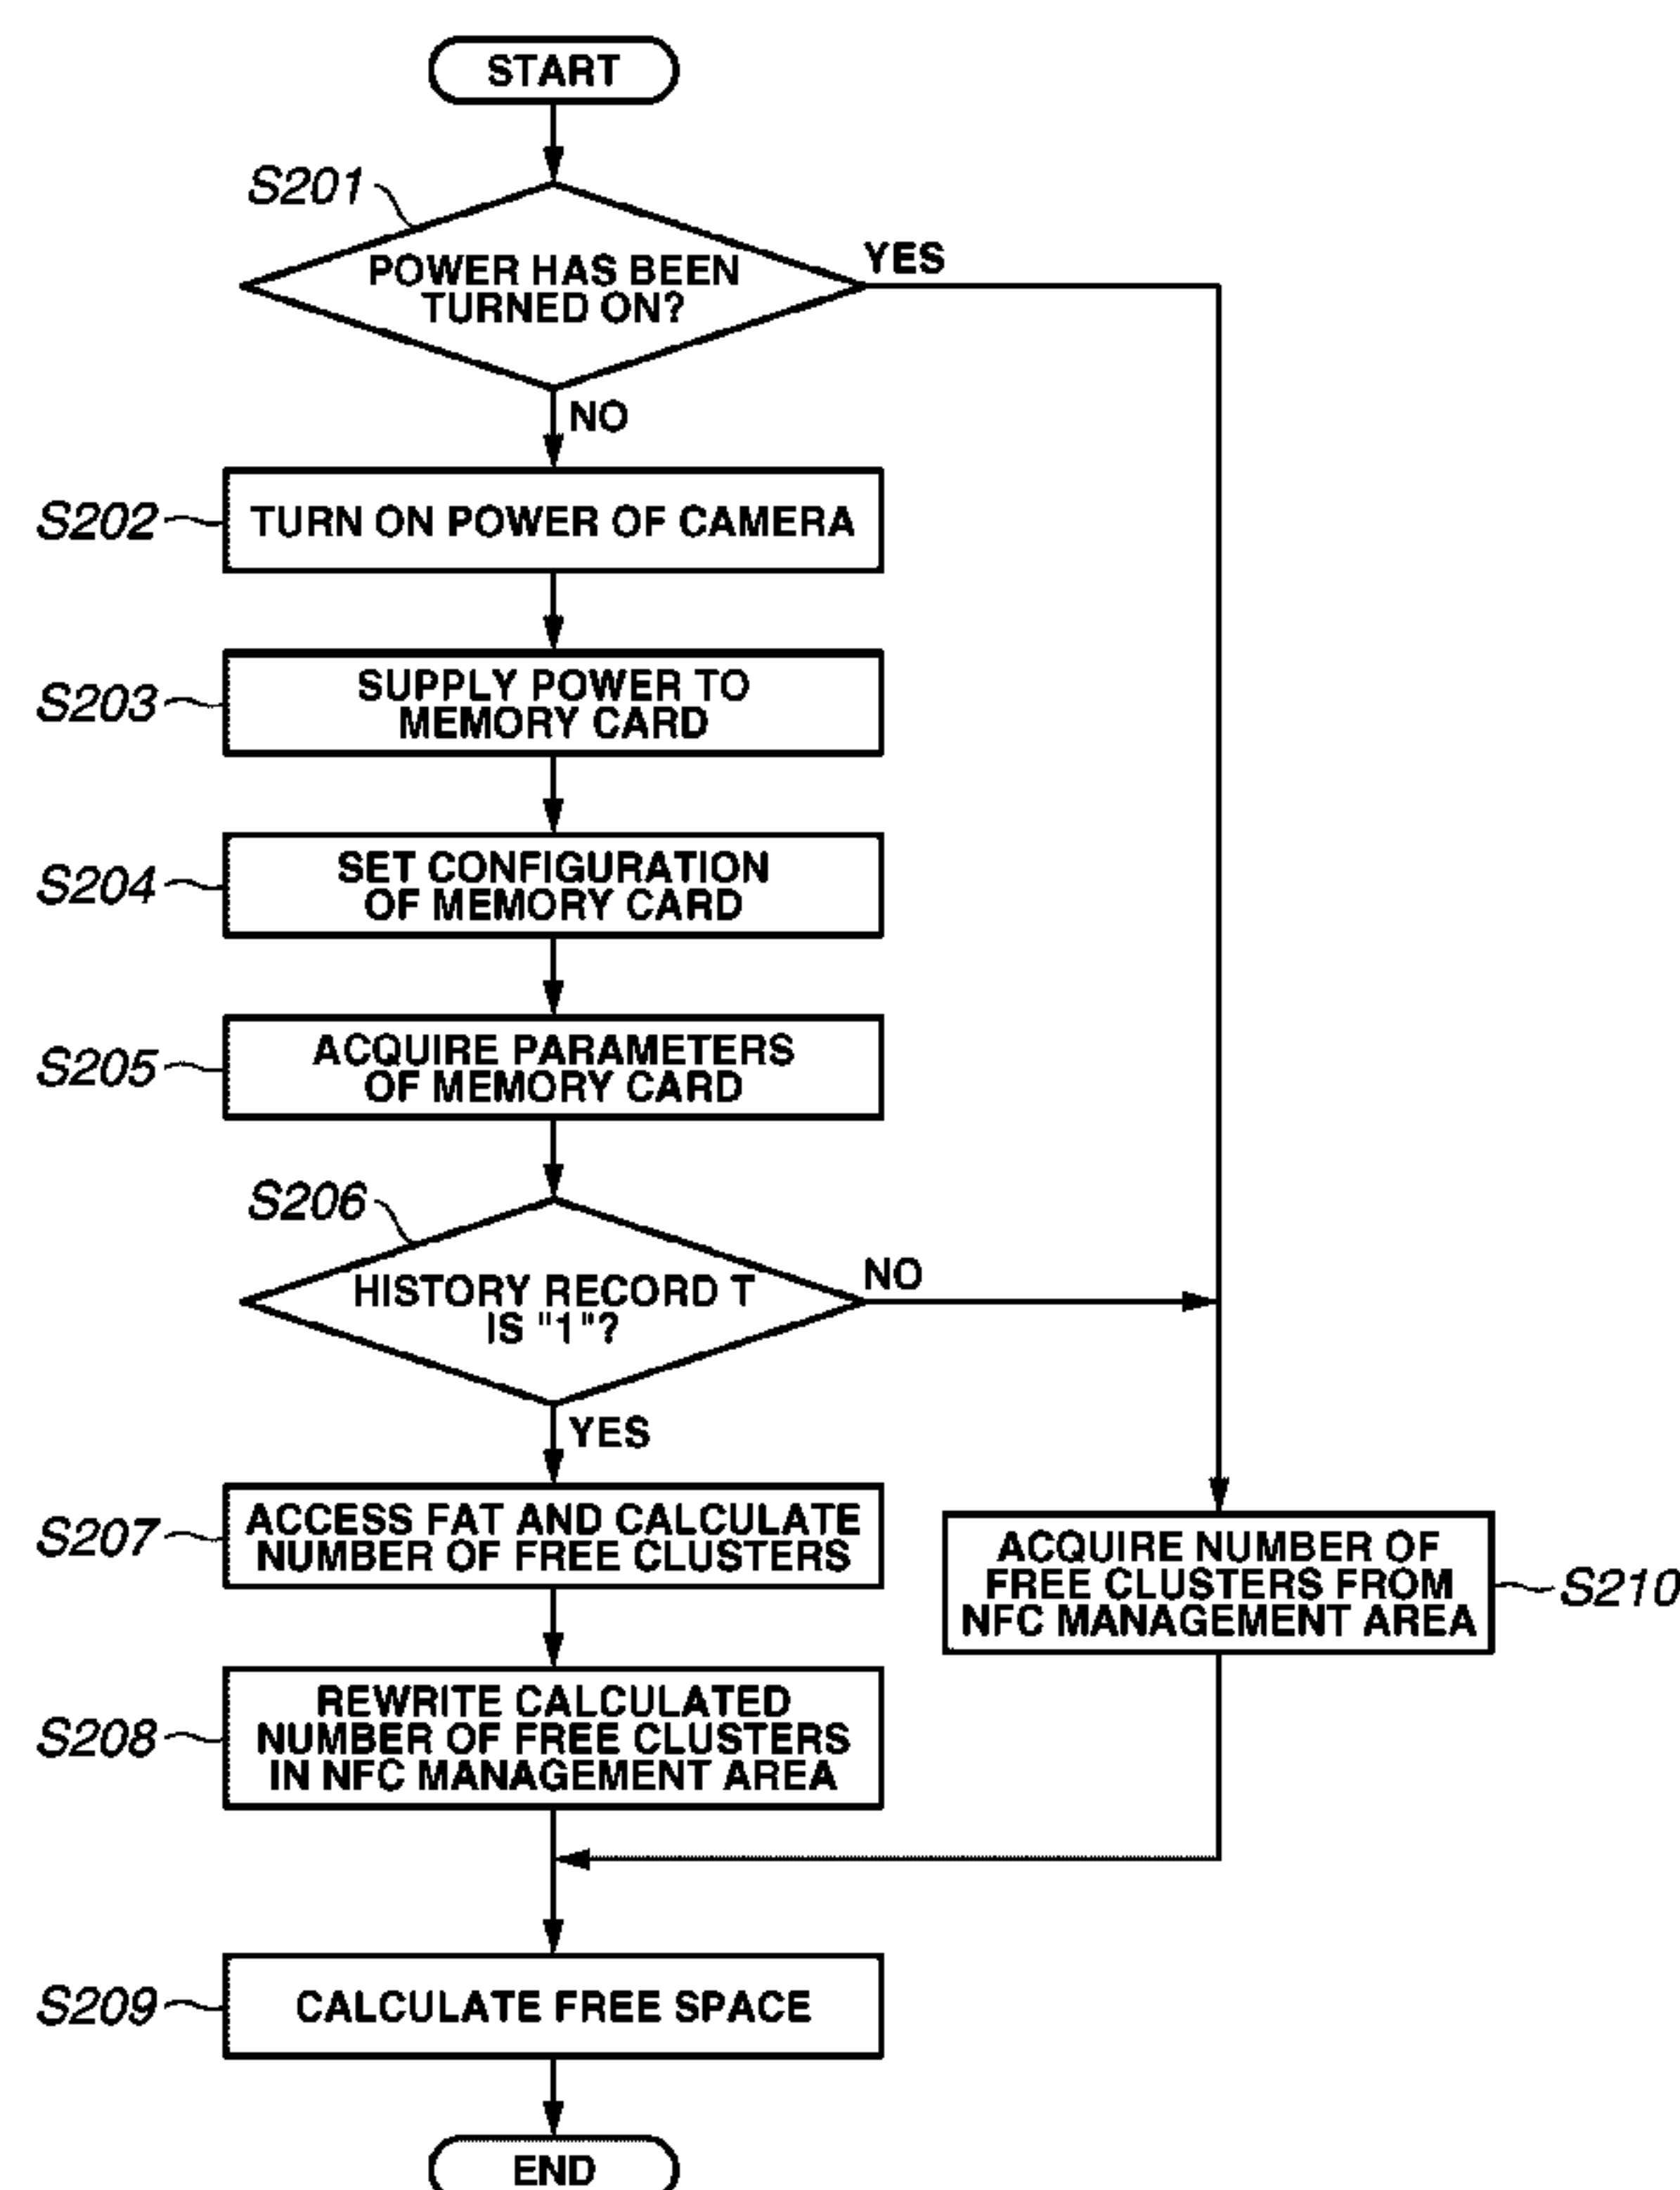 START
S201
POWER HAS BEEN
TURNED ON?
YES
NO
S202
TURN ON POWER OF CAMERA
S203
SUPPLY POWER TO
MEMORY CARD
S204
SET CONFIGURATION
OF MEMORY CARD
S205
ACQUIRE PARAMETERS
OF MEMORY CARD
S206
HISTORY RECORD T
IS "1"?
NO
YES
S207
ACCESS FAT AND CALCULATE
NUMBER OF FREE CLUSTERS
ACQUIRE NUMBER OF
FREE CLUSTERS FROM
NFC MANAGEMENT AREA
S210
S208
REWRITE CALCULATED
NUMBER OF FREE CLUSTERS
IN NFC MANAGEMENT AREA
S209
CALCULATE FREE SPACE
END